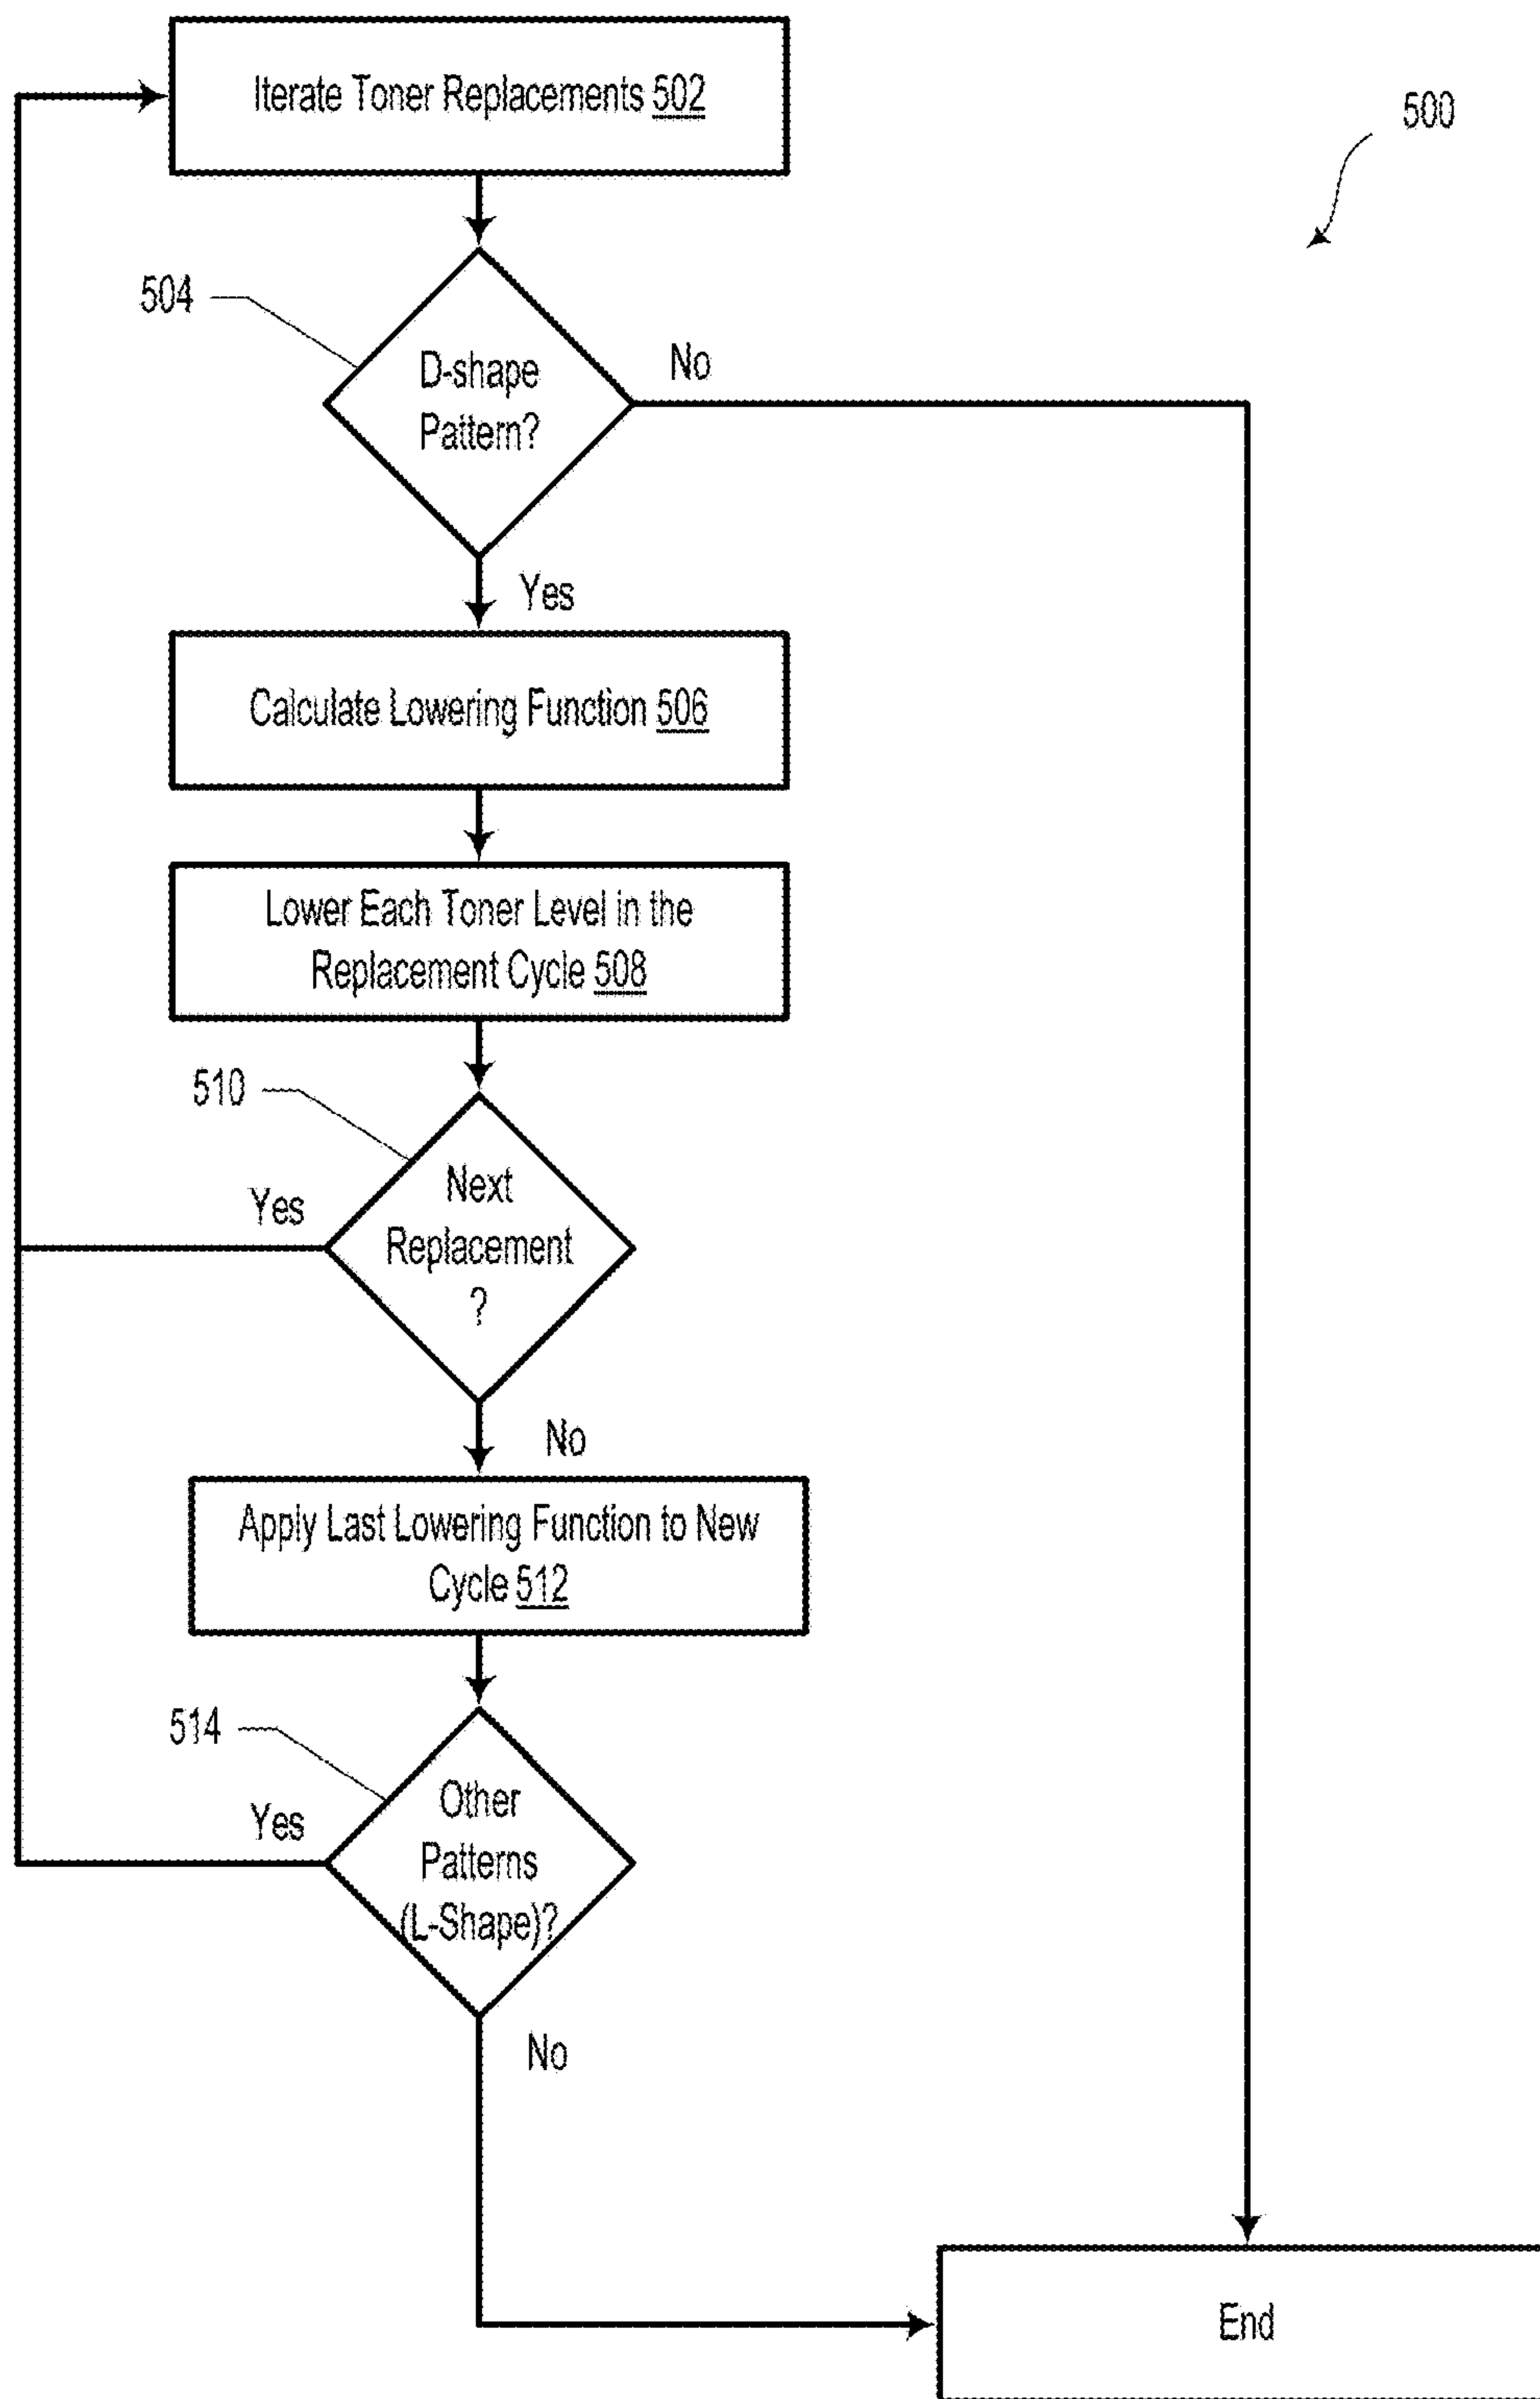 Iterate Toner Replacements 502
500
504
D-shape
Pattern?
No
Yes
Calculate Lowering Function 506
Lower Each Toner Level in the
Replacement Cycle 508
510
Next
Replacement
?
Yes
No
Apply Last Lowering Function to New
Cycle 512
514
Other
Patterns
(L-Shape)?
Yes
No
End